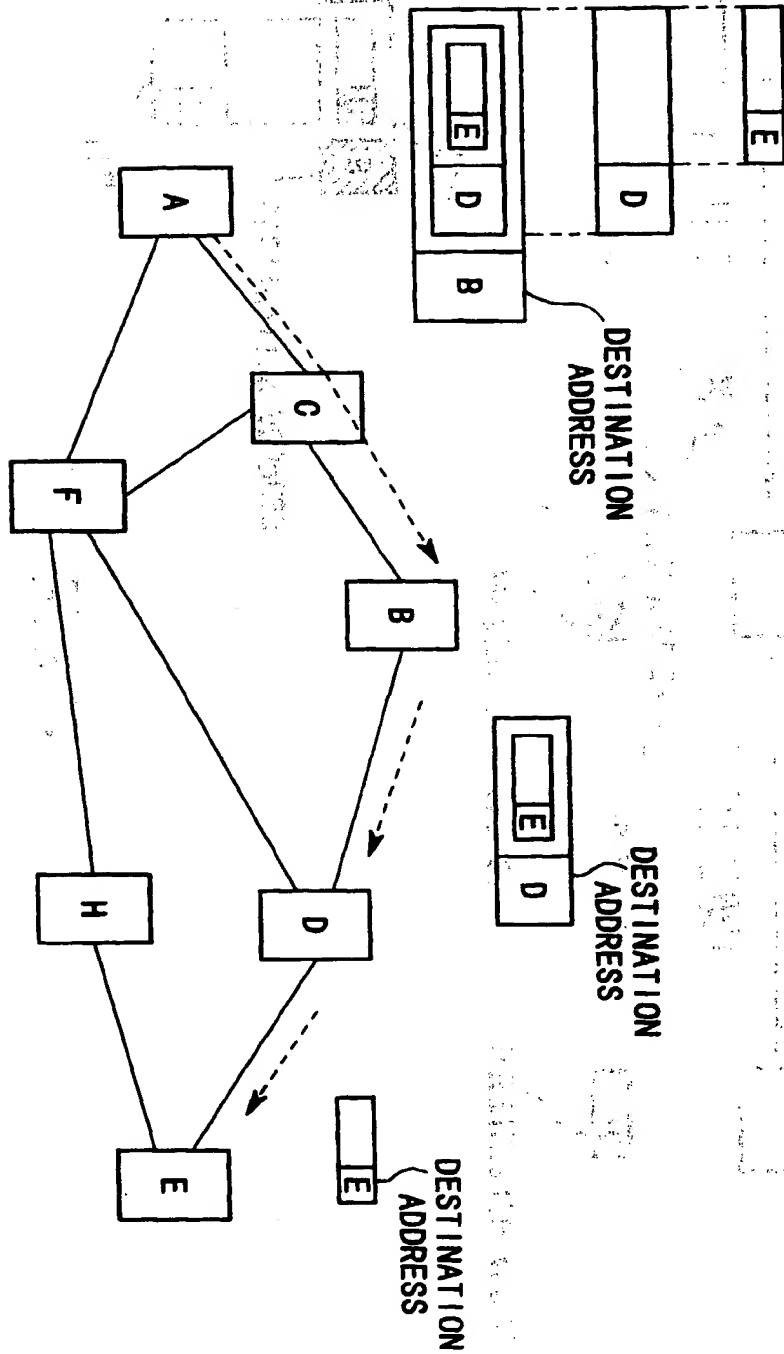 E
D
DESTINATION
ADDRESS
E D B
DESTINATION
ADDRESS
E D
DESTINATION
ADDRESS
E
B
C
D
A
E
F
H